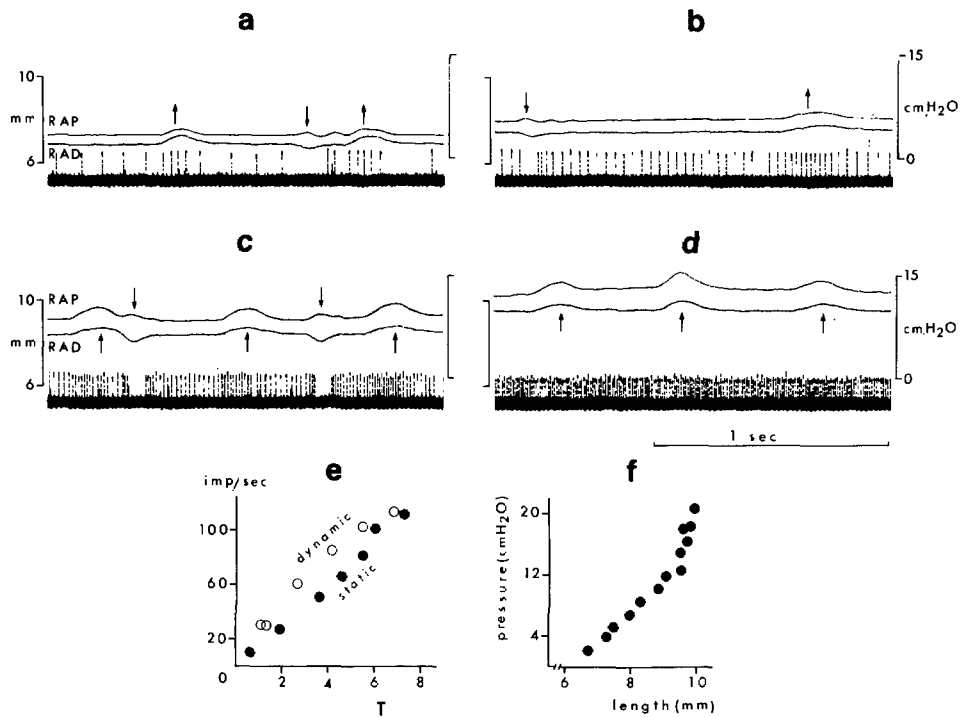 a
b
10
mm
6
RAP
RAD
-15
cmH2O
0
c
d
10
mm
6
RAP
RAD
15
cmH2O
0
1 sec
e
imp/sec
100
60
20
0
2
4
6
8
T
dynamic
static
f
pressure(cmH2O)
20
12
4
6
8
10
length(mm)